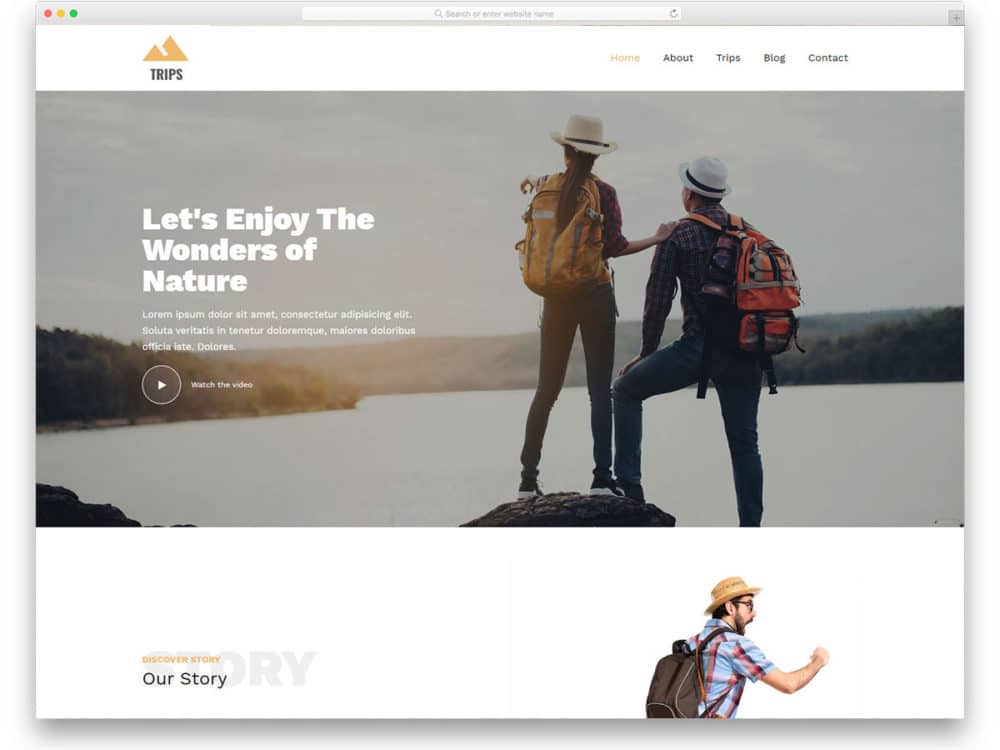 Search or enter website name
TRIPS
Home About Trips Blog Contact
Let's Enjoy The
Wonders of
Nature
Lorem ipsum dolor sit amet, consectetur adipisicing elit.
Soluta veritatis in tenetur doloremque, maiores doloribus
officia iste. Dolores.
Watch the video
STORY
DISCOVER STORY
Our Story